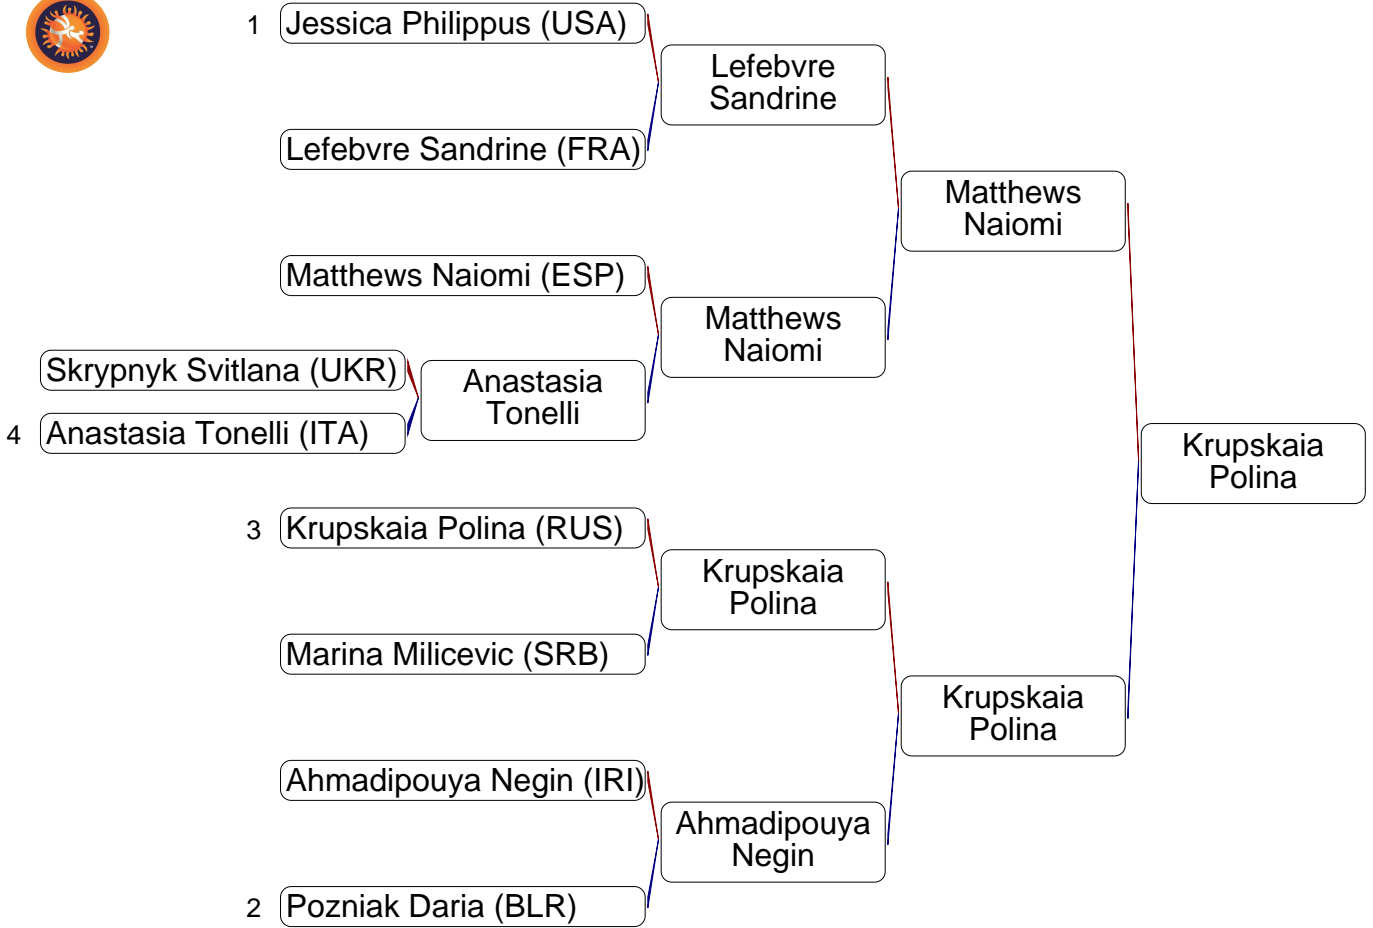 1 Jessica Philippus (USA)
Lefebvre
Sandrine
Lefebvre Sandrine (FRA)
Matthews
Naiomi
Matthews Naiomi (ESP)
Matthews
Naiomi
Skrypnyk Svitlana (UKR)
Anastasia
Tonelli
4 Anastasia Tonelli (ITA)
Krupskaia
Polina
3 Krupskaia Polina (RUS)
Krupskaia
Polina
Marina Milicevic (SRB)
Krupskaia
Polina
Ahmadipouya Negin (IRI)
Ahmadipouya
Negin
2 Pozniak Daria (BLR)